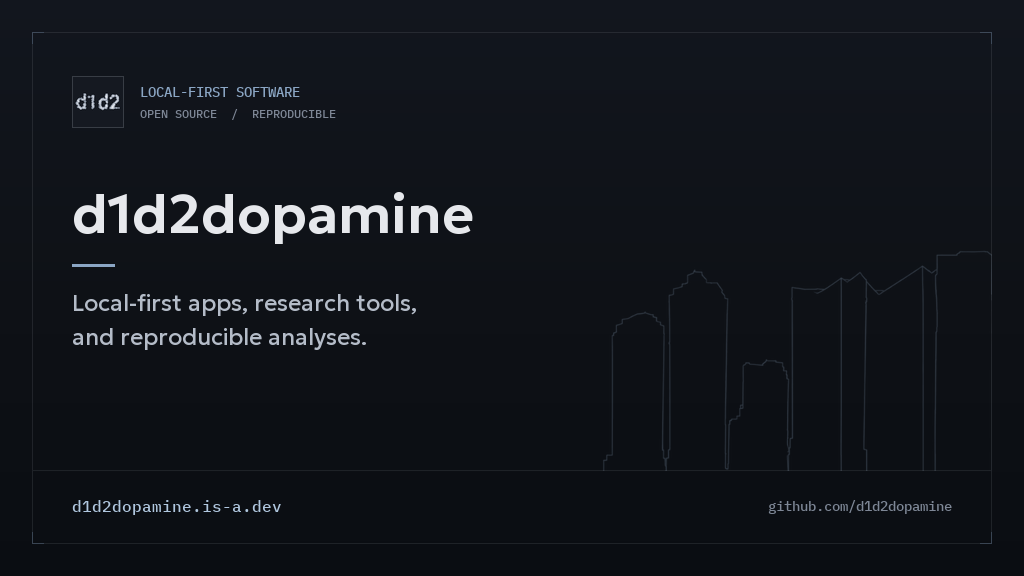 d1d2
LOCAL-FIRST SOFTWARE
OPEN SOURCE / REPRODUCIBLE
d1d2dopamine
Local-first apps, research tools,
and reproducible analyses.
d1d2dopamine.is-a.dev
github.com/d1d2dopamine